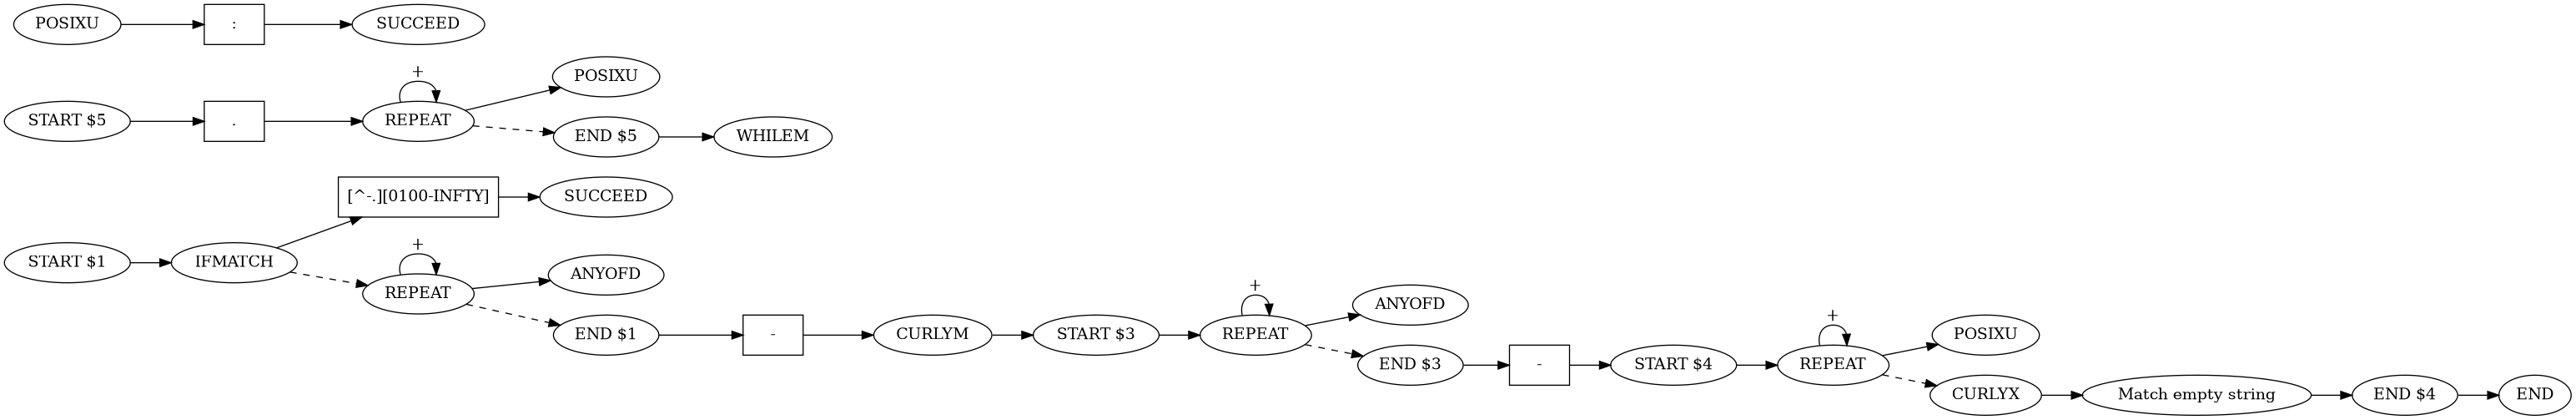 POSIXU : SUCCEED
+
POSIXU
START $5 . REPEAT
END $5 WHILEM
[^-.][0100-INFTY] SUCCEED
+
START $1 IFMATCH
ANYOFD
REPEAT
+
ANYOFD
+
END $1 - CURLYM START $3 REPEAT POSIXU
END $3 - START $4 REPEAT
CURLYX Match empty string END $4 END